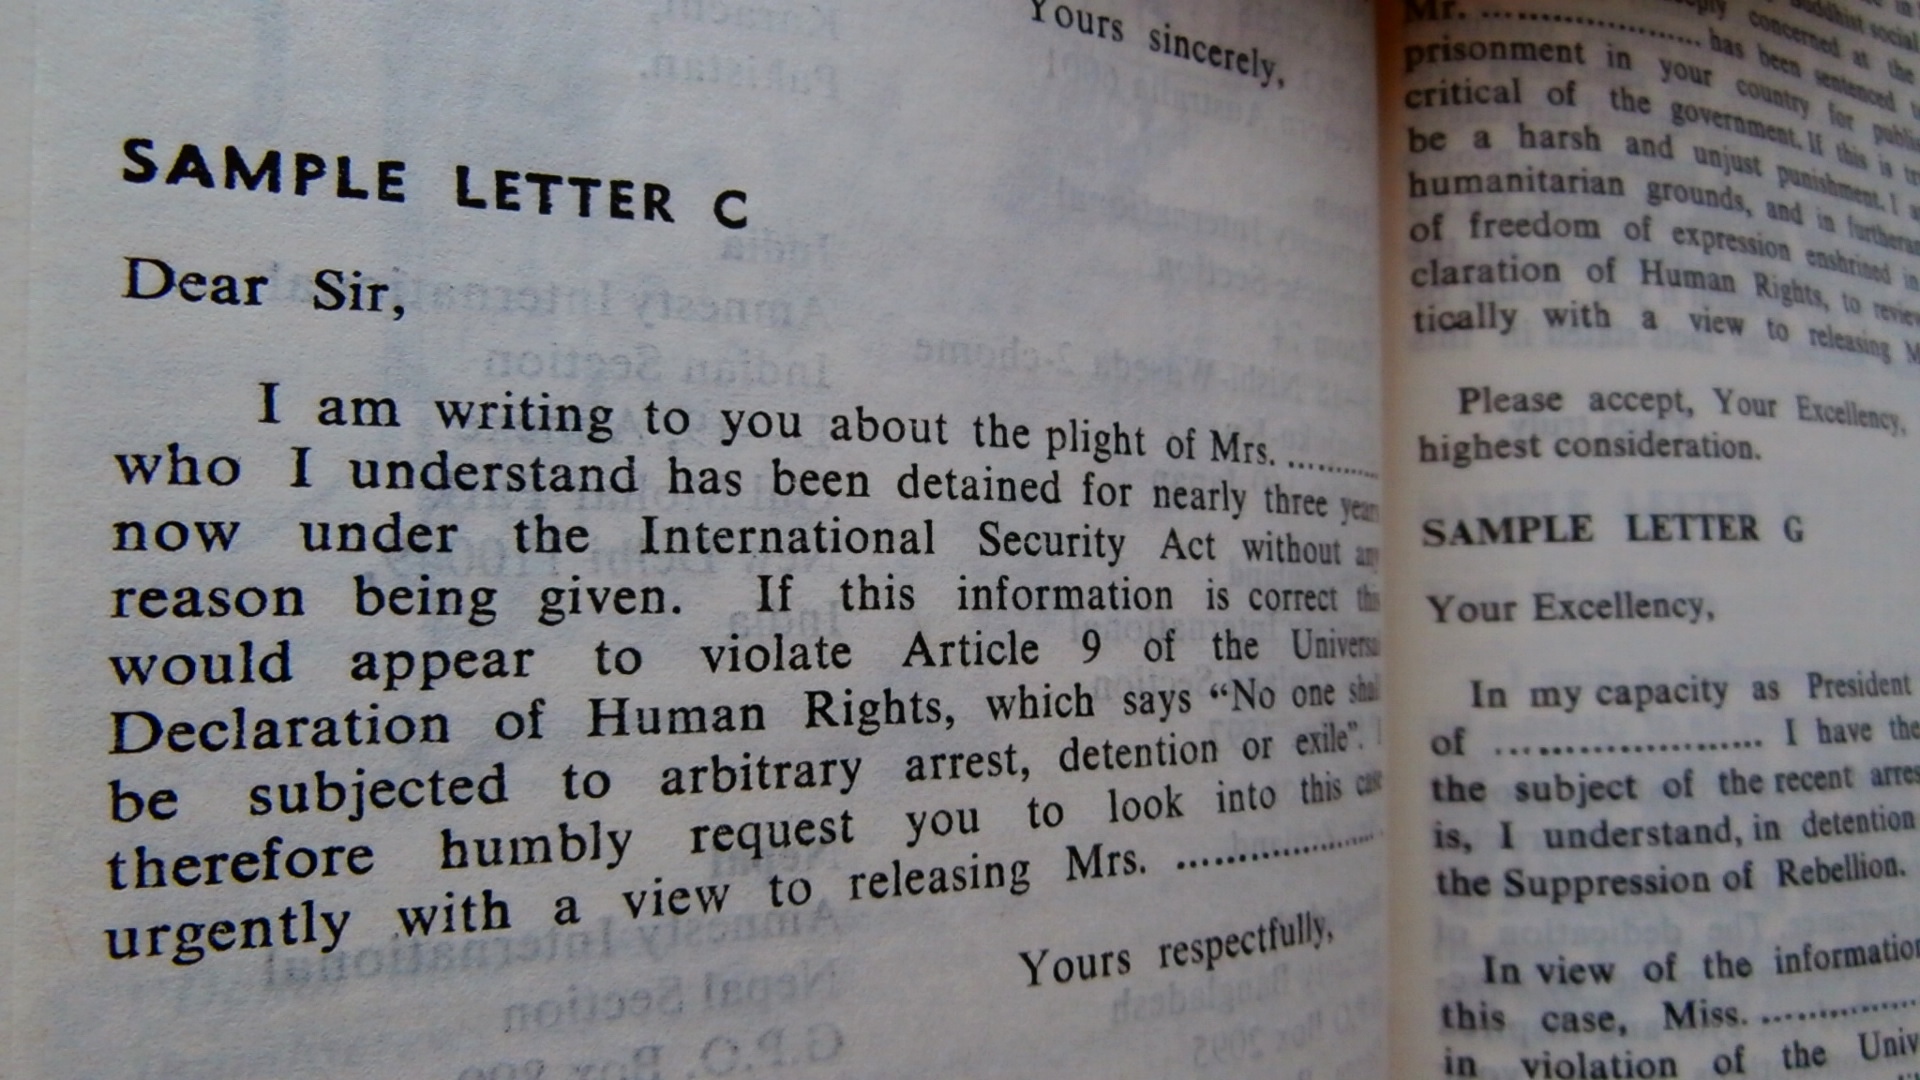 Yours sincerely,
SAMPLE LETTER C
Dear Sir,
I am writing to you about the plight of Mrs. ..........
who I understand has been detained for nearly three
now under the International Security Act without
reason being given. If this information is correct
would appear to violate Article 9 of the
Declaration of Human Rights, which says “No one
be subjected to arbitrary arrest, detention or exile”. I
therefore humbly request you to look into this case
urgently with a view to releasing Mrs. ....................
Yours respectfully,
Mr. .................... has been sentenced
prisonment in your country for
critical of the government. If this is
be a harsh and unjust punishment. I
humanitarian grounds, and in
of freedom of expression enshrined in
claration of Human Rights, to review
tically with a view to releasing
Please accept, Your Excellency,
highest consideration.
SAMPLE LETTER G
Your Excellency,
In my capacity as President
of ...................... I have the
the subject of the recent
is, I understand, in detention
the Suppression of Rebellion.
In view of the
this case, Miss. ................
in violation of the